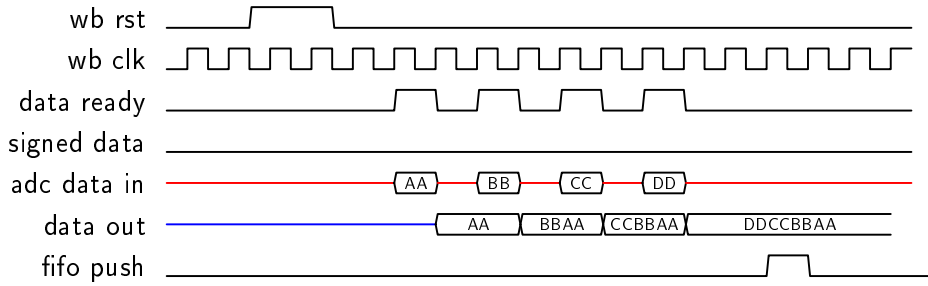 wb rst
wb clk
data ready
signed data
adc data in AA BB CC DD
data out AA BBAA CCBBAA DDCCBBAA
fifo push